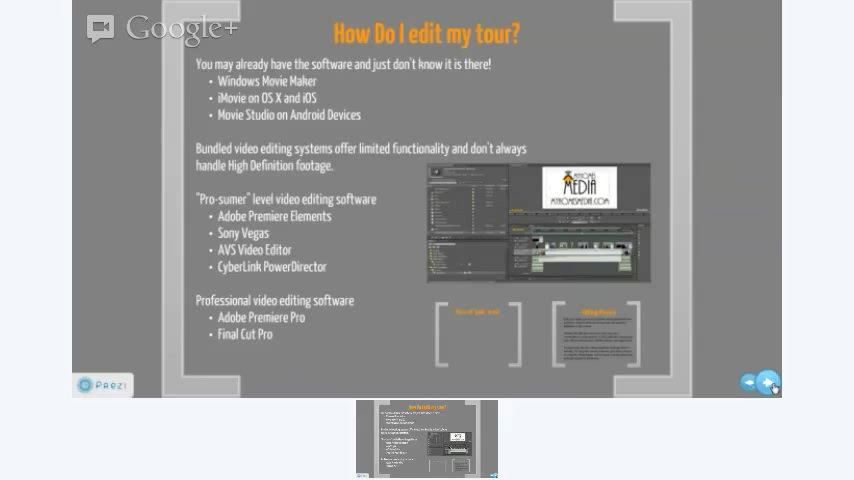 Google+
How Do I edit my tour?
You may already have the software and just don't know it is there!
• Windows Movie Maker
• iMovie on OS X and iOS
• Movie Studio on Android Devices
Bundled video editing systems offer limited functionality and don't always
handle High Definition footage.
"Pro-sumer" level video editing software
• Adobe Premiere Elements
• Sony Vegas
• AVS Video Editor
• CyberLink PowerDirector
Professional video editing software
• Adobe Premiere Pro
• Final Cut Pro
MYHOMES
MEDIA
MYHOMESMEDIA.COM
Prezi